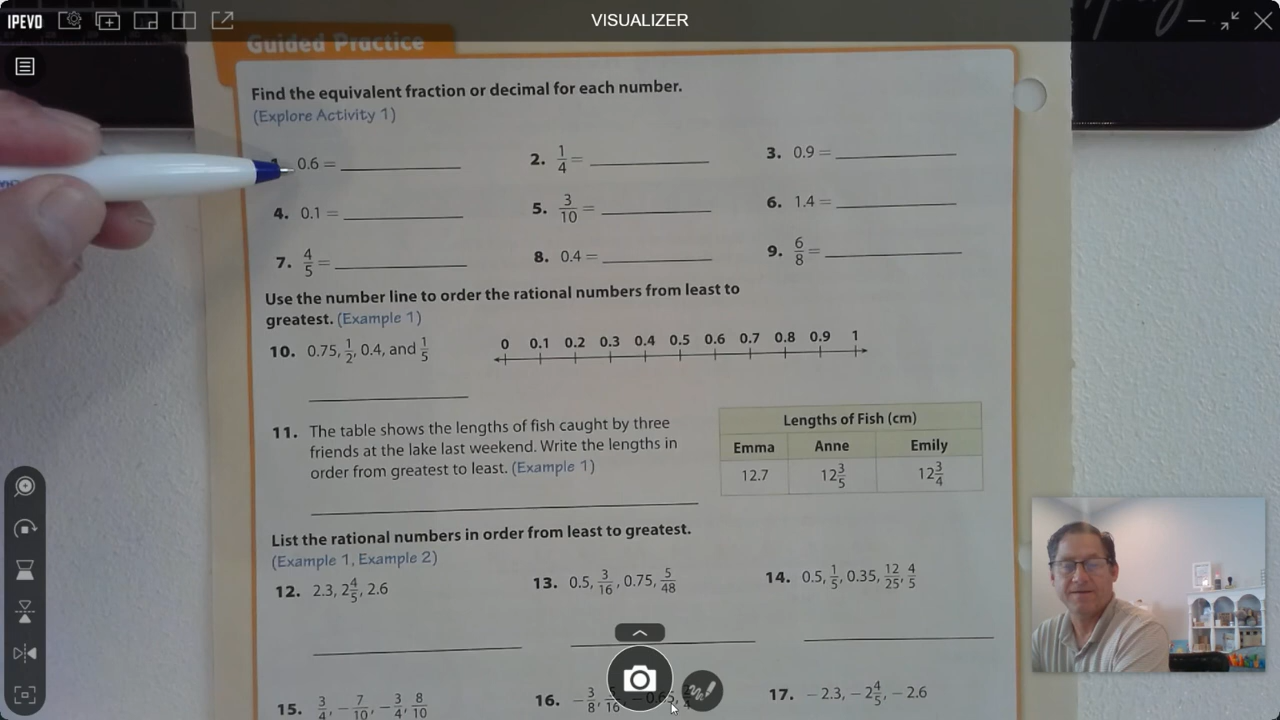 IPEVO
VISUALIZER
Guided Practice
Find the equivalent fraction or decimal for each number.
(Explore Activity 1)
0.6 =
2. 1/4 =
3. 0.9 =
4. 0.1 =
5. 3/10 =
6. 1.4 =
7. 4/5 =
8. 0.4 =
9. 6/8 =
Use the number line to order the rational numbers from least to
greatest. (Example 1)
10. 0.75, 1/2, 0.4, and 1/5
0 0.1 0.2 0.3 0.4 0.5 0.6 0.7 0.8 0.9 1
11. The table shows the lengths of fish caught by three
friends at the lake last weekend. Write the lengths in
order from greatest to least. (Example 1)
Lengths of Fish (cm)
Emma Anne Emily
12.7 12 3/5 12 3/4
List the rational numbers in order from least to greatest.
(Example 1, Example 2)
12. 2.3, 2 4/5, 2.6
13. 0.5, 3/16, 0.75, 5/48
14. 0.5, 1/5, 0.35, 12/25, 4/5
15. 3/4, −7/10, −3/4, 8/10
16. −3/8, /16, −0.65,
17. −2.3, −2 4/5, −2.6